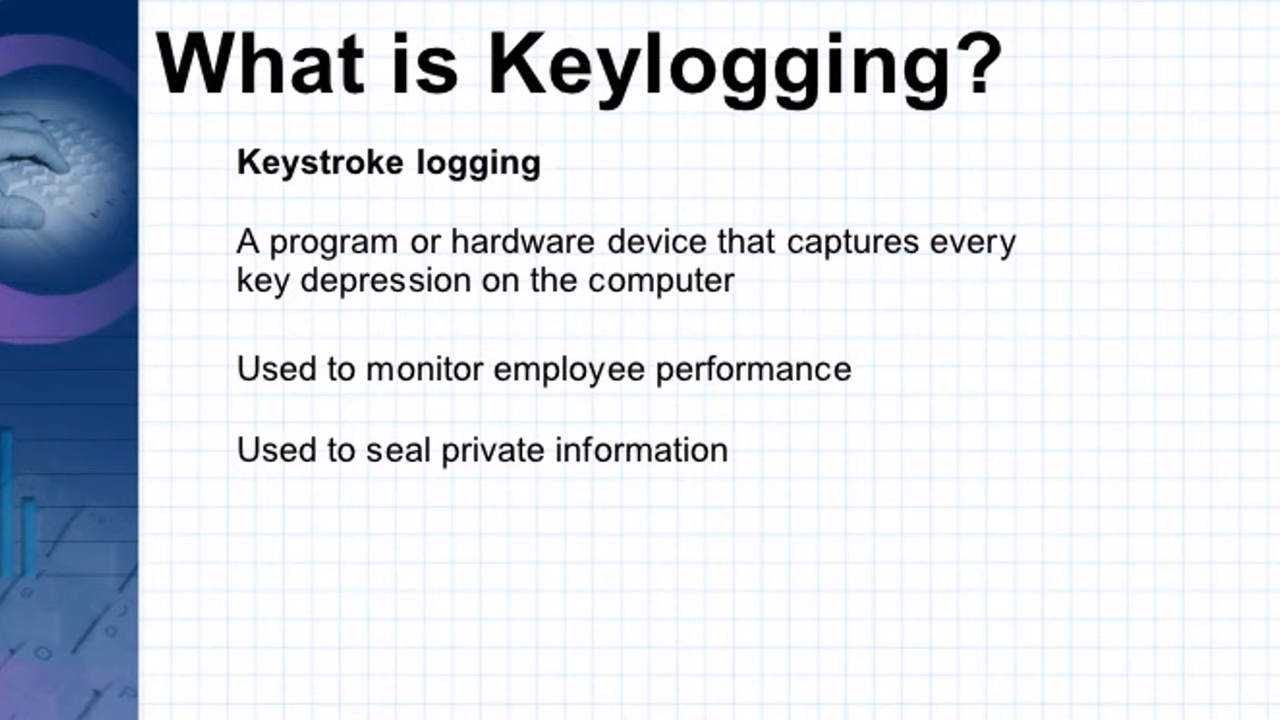 What is Keylogging?
Keystroke logging
A program or hardware device that captures every
key depression on the computer
Used to monitor employee performance
Used to seal private information